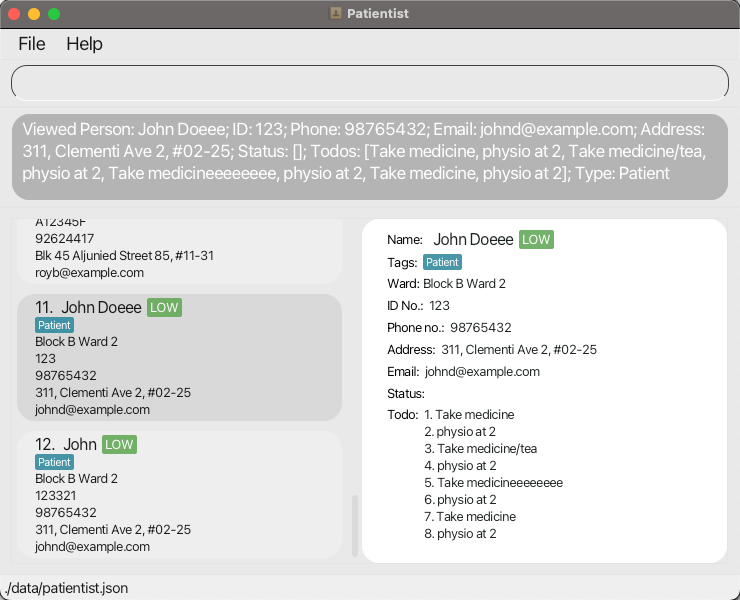 Patientist
File Help
Viewed Person: John Doeee; ID: 123; Phone: 98765432; Email: johnd@example.com; Address:
311, Clementi Ave 2, #02-25; Status: []; Todos: [Take medicine, physio at 2, Take medicine/tea,
physio at 2, Take medicineeeeeeee, physio at 2, Take medicine, physio at 2]; Type: Patient
A12345F
92624417
Blk 45 Aljunied Street 85, #11-31
royb@example.com
11. John Doeee LOW
Patient
Block B Ward 2
123
98765432
311, Clementi Ave 2, #02-25
johnd@example.com
12. John LOW
Patient
Block B Ward 2
123321
98765432
311, Clementi Ave 2, #02-25
johnd@example.com
Name: John Doeee LOW
Tags: Patient
Ward: Block B Ward 2
ID No.: 123
Phone no.: 98765432
Address: 311, Clementi Ave 2, #02-25
Email: johnd@example.com
Status:
Todo: 1. Take medicine
2. physio at 2
3. Take medicine/tea
4. physio at 2
5. Take medicineeeeeeee
6. physio at 2
7. Take medicine
8. physio at 2
./data/patientist.json